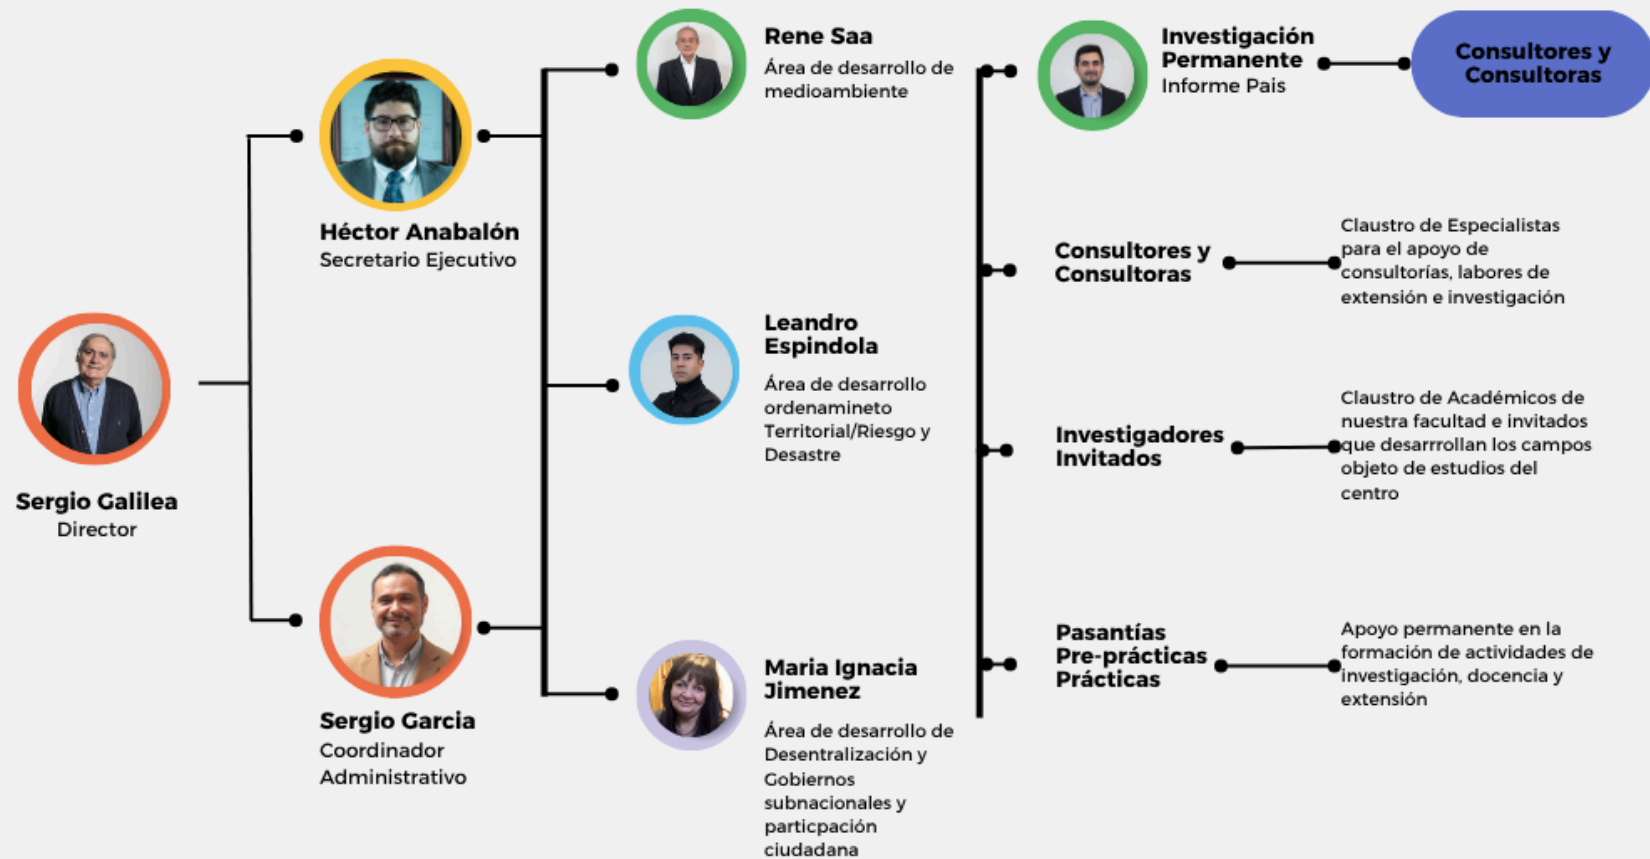 Sergio Galilea
Director
Héctor Anabalón
Secretario Ejecutivo
Sergio Garcia
Coordinador
Administrativo
Rene Saa
Área de desarrollo de
medioambiente
Leandro
Espindola
Área de desarrollo
ordenamineto
Territorial/Riesgo y
Desastre
Maria Ignacia
Jimenez
Área de desarrollo de
Desentralización y
Gobiernos
subnacionales y
particpación
ciudadana
Investigación
Permanente
Informe Pais
Consultores y
Consultoras
Consultores y
Consultoras
Claustro de Especialistas
para el apoyo de
consultorías, labores de
extensión e investigación
Investigadores
Invitados
Claustro de Académicos de
nuestra facultad e invitados
que desarrrollan los campos
objeto de estudios del
centro
Pasantías
Pre-prácticas
Prácticas
Apoyo permanente en la
formación de actividades de
investigación, docencia y
extensión